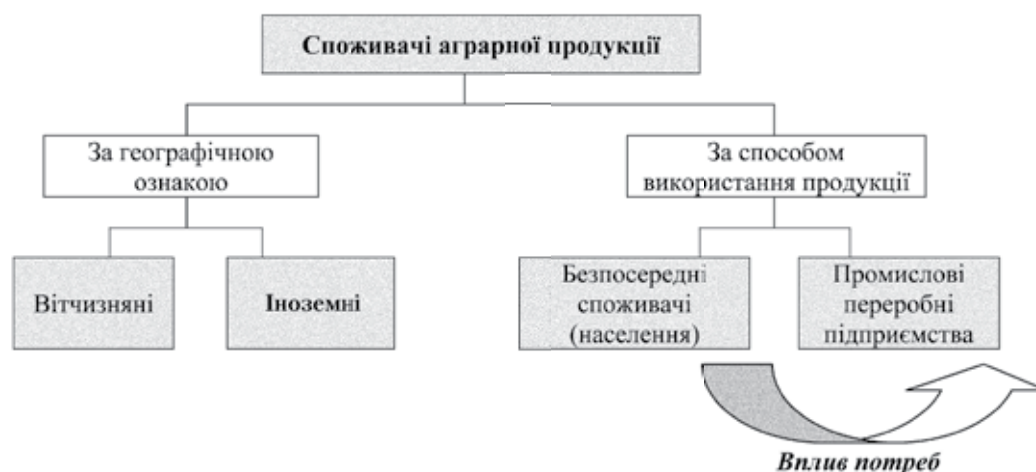 Споживачі аграрної продукції
За географічною
ознакою
За способом
використання продукції
Вітчизняні
Іноземні
Безпосередні
споживачі
(населення)
Промислові
переробні
підприємства
Вплив потреб